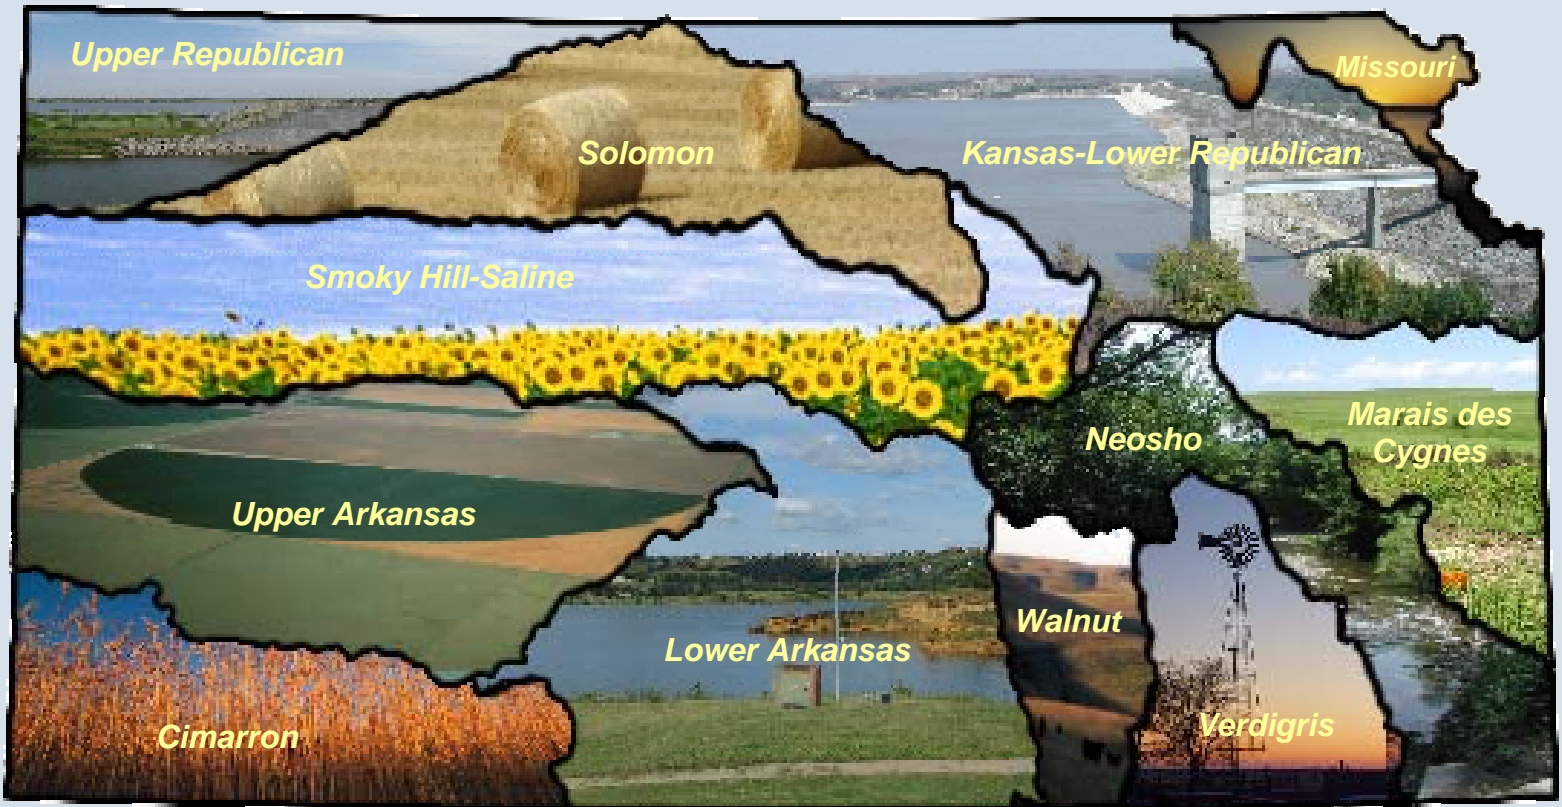 Upper Republican
Missouri
Solomon
Kansas-Lower Republican
Smoky Hill-Saline
Marais des
Cygnes
Neosho
Upper Arkansas
Walnut
Lower Arkansas
Cimarron
Verdigris